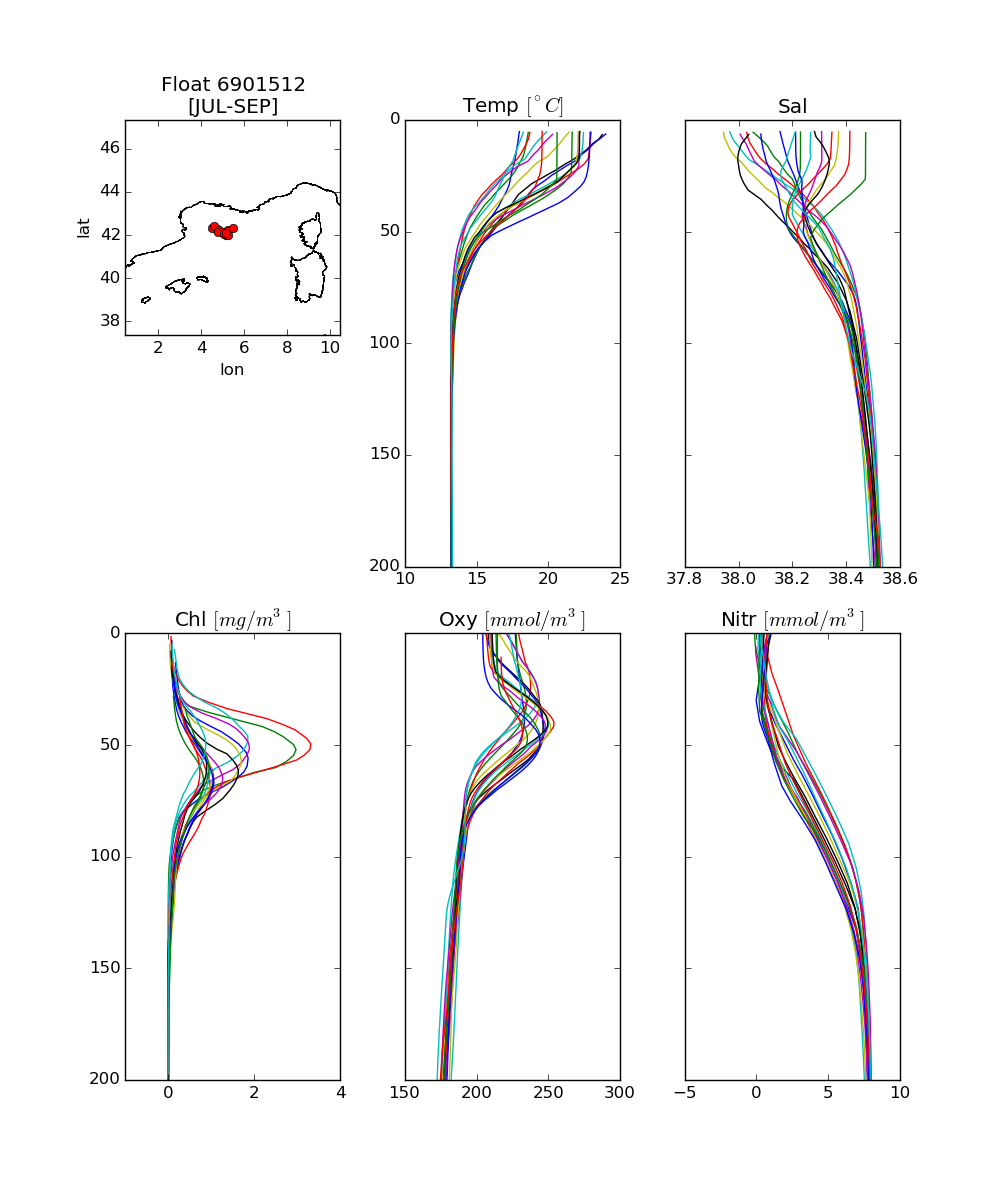 Float 6901512
[JUL-SEP]
46
44
42
40
38
lat
2 4 6 8 10
lon
Temp [°C]
0
50
100
150
200
10 15 20 25
Sal
37.8 38.0 38.2 38.4 38.6
Chl [mg/m³]
0
50
100
150
200
0 2 4
Oxy [mmol/m³]
150 200 250 300
Nitr [mmol/m³]
−5 0 5 10